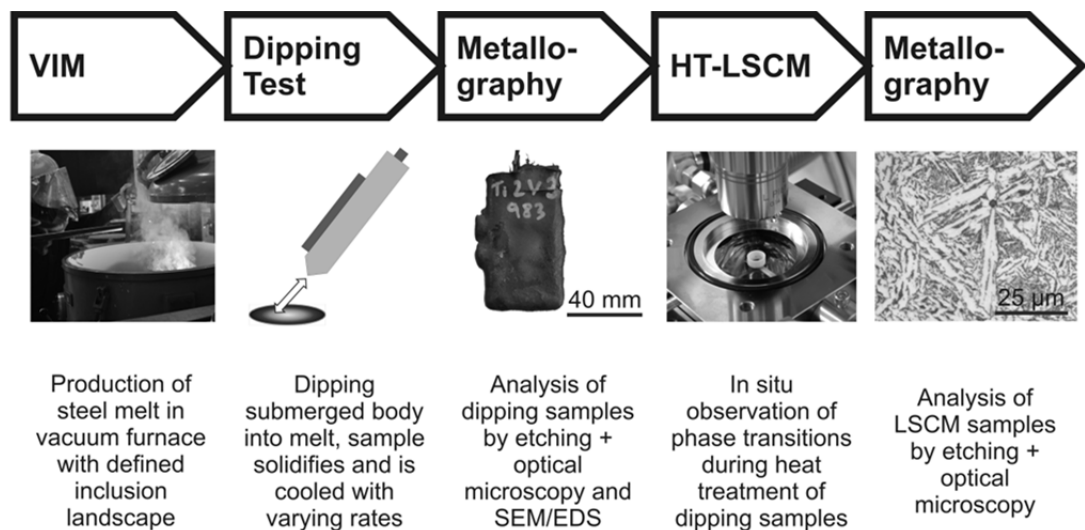 VIM
Dipping
Test
Metallo-
graphy
HT-LSCM
Metallo-
graphy
Ti 2 V 3
983
40 mm
25 µm
Production of
steel melt in
vacuum furnace
with defined
inclusion
landscape
Dipping
submerged body
into melt, sample
solidifies and is
cooled with
varying rates
Analysis of
dipping samples
by etching +
optical
microscopy and
SEM/EDS
In situ
observation of
phase transitions
during heat
treatment of
dipping samples
Analysis of
LSCM samples
by etching +
optical
microscopy